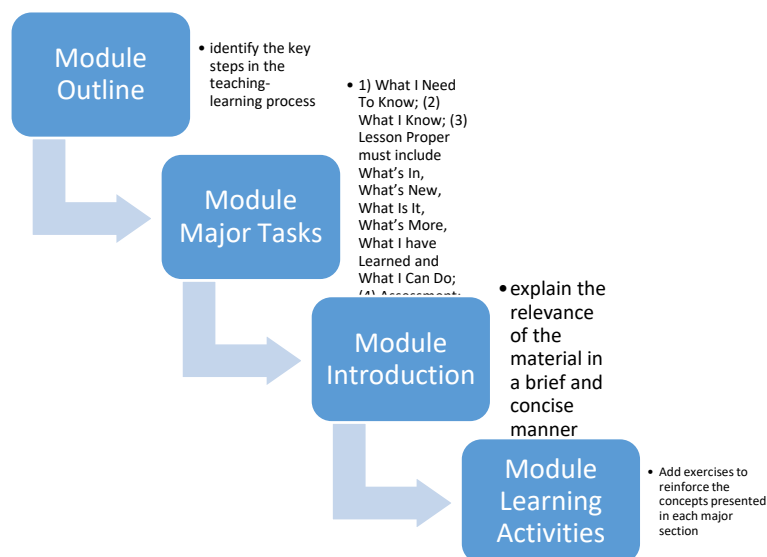 Module
Outline
• identify the key
steps in the
teaching-
learning process
Module
Major Tasks
• 1) What I Need
To Know; (2)
What I Know; (3)
Lesson Proper
must include
What’s In,
What’s New,
What Is It,
What’s More,
What I have
Learned and
What I Can Do;
(4) Assessment;
Module
Introduction
• explain the
relevance
of the
material in
a brief and
concise
manner
Module
Learning
Activities
• Add exercises to
reinforce the
concepts presented
in each major
section